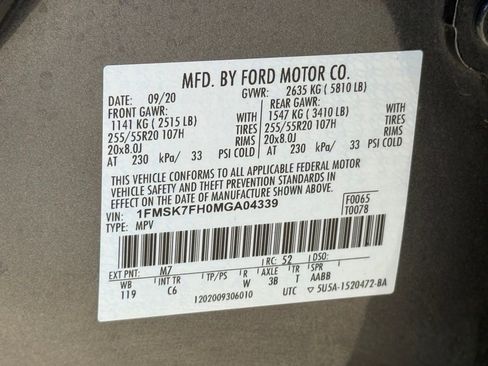 MFD. BY FORD MOTOR CO.
DATE: 09/20 GVWR: 2635 KG ( 5810 LB)
FRONT GAWR: REAR GAWR:
1141 KG ( 2515 LB) WITH 1547 KG ( 3410 LB) WITH
255/55R20 107H TIRES 255/55R20 107H TIRES
20x8.0J RIMS 20x8.0J RIMS
AT 230 kPa/ 33 PSI COLD AT 230 kPa/ 33 PSI COLD
THIS VEHICLE CONFORMS TO ALL APPLICABLE FEDERAL MOTOR
VEHICLE SAFETY AND THEFT PREVENTION STANDARDS IN
EFFECT ON THE DATE OF MANUFACTURE SHOWN ABOVE.
VIN: 1FMSK7FH0MGA04339 F0065
TYPE: MPV T0078
EXT PNT: M7 RC: 52 DSO:
WB INT TR TP/PS R AXLE TR SPR
119 C6 W 3B T AABB
1202009306010 UTC ▽ 5U5A-1520472-BA